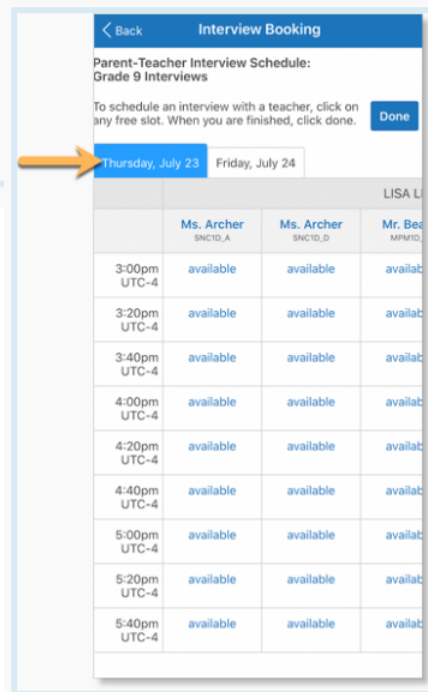 Back Interview Booking
Parent-Teacher Interview Schedule:
Grade 9 Interviews
To schedule an interview with a teacher, click on
any free slot. When you are finished, click done.
Done
Thursday, July 23 Friday, July 24
LISA
Ms. Archer Ms. Archer Mr.
SNC1D_A SNC1D_D
3:00pm available available
UTC-4
3:20pm available available
UTC-4
3:40pm available available
UTC-4
4:00pm available available
UTC-4
4:20pm available available
UTC-4
4:40pm available available
UTC-4
5:00pm available available
UTC-4
5:20pm available available
UTC-4
5:40pm available available
UTC-4